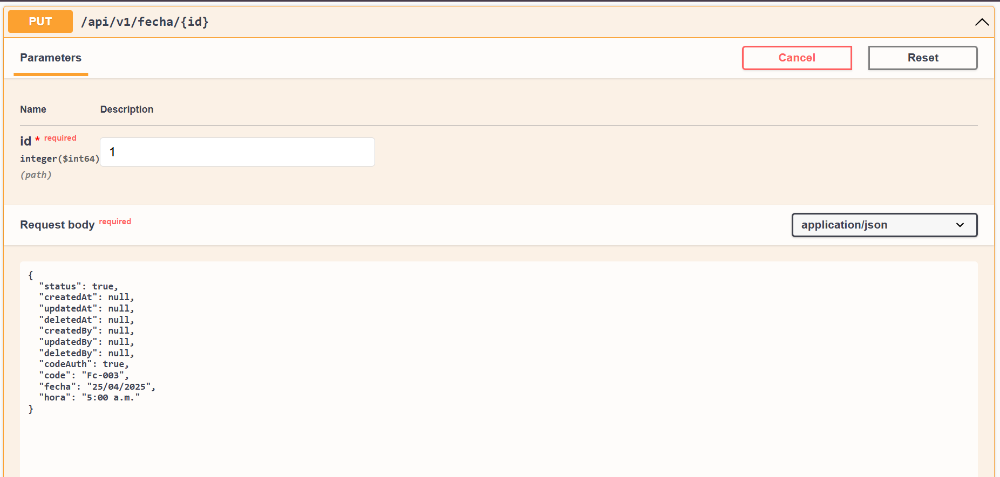 PUT /api/v1/fecha/{id}
Parameters Cancel Reset
Name Description
id * required
integer($int64)
(path)
1
Request body required application/json
{
  "status": true,
  "createdAt": null,
  "updatedAt": null,
  "deletedAt": null,
  "createdBy": null,
  "updatedBy": null,
  "deletedBy": null,
  "codeAuth": true,
  "code": "Fc-003",
  "fecha": "25/04/2025",
  "hora": "5:00 a.m."
}